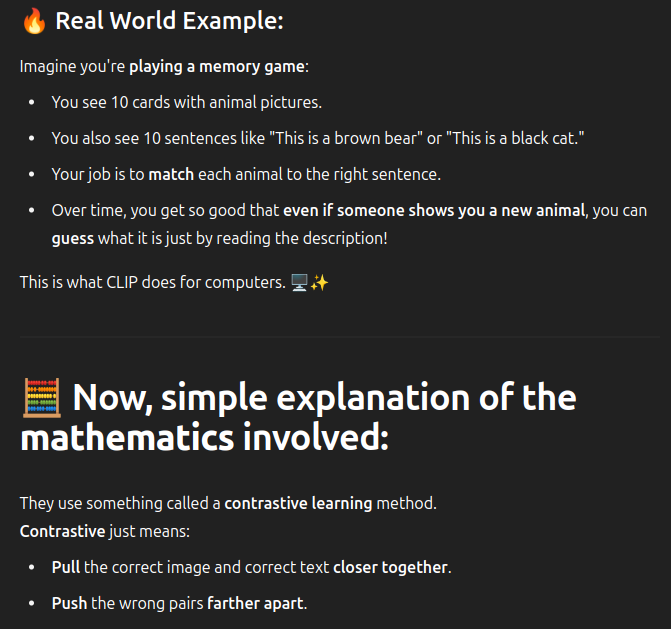 🔥 Real World Example:
Imagine you're playing a memory game:
• You see 10 cards with animal pictures.
• You also see 10 sentences like "This is a brown bear" or "This is a black cat."
• Your job is to match each animal to the right sentence.
• Over time, you get so good that even if someone shows you a new animal, you can
guess what it is just by reading the description!
This is what CLIP does for computers. 🖥️✨
🧮 Now, simple explanation of the
mathematics involved:
They use something called a contrastive learning method.
Contrastive just means:
• Pull the correct image and correct text closer together.
• Push the wrong pairs farther apart.